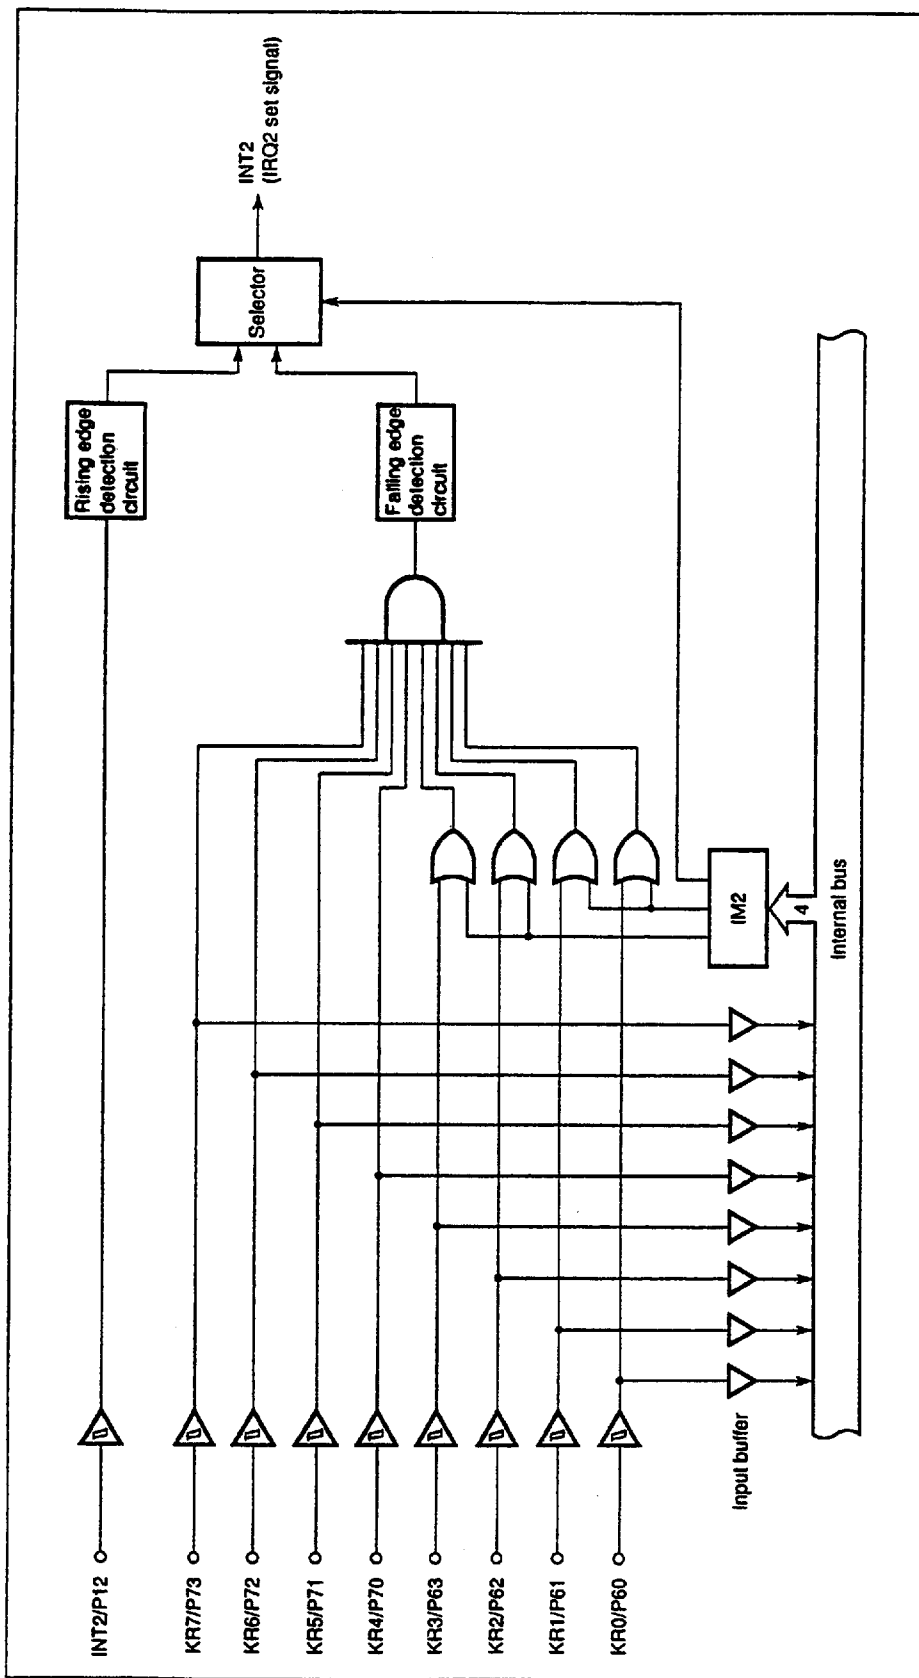 INT2/P12
Rising edge
detection
circuit
Selector
INT2
(IRQ2 set signal)
KR7/P73
KR6/P72
KR5/P71
KR4/P70
Falling edge
detection
circuit
KR3/P63
KR2/P62
KR1/P61
KR0/P60
Input buffer
IM2
4
Internal bus